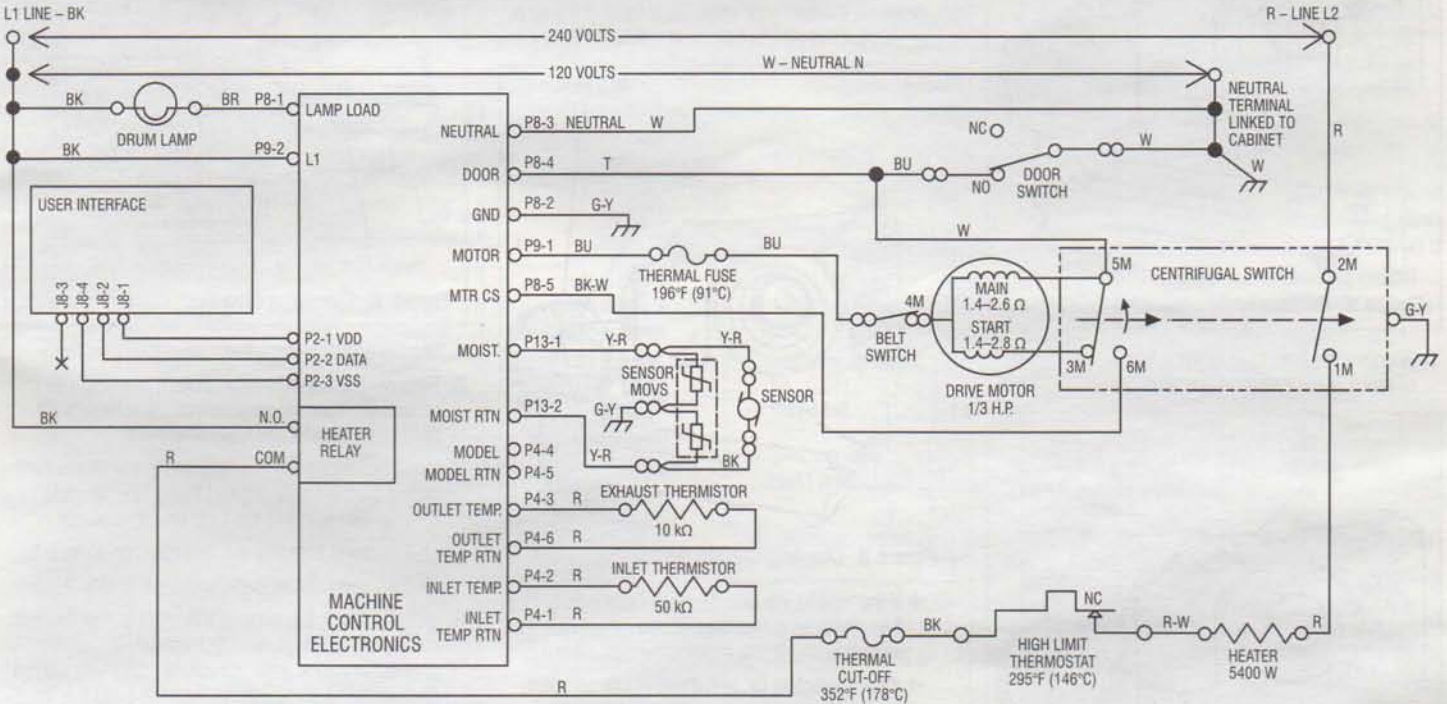 L1 LINE – BK
R – LINE L2
240 VOLTS
120 VOLTS
W – NEUTRAL N
NEUTRAL
TERMINAL
LINKED TO
CABINET
R
W
BK
DRUM LAMP
BR
P8-1
LAMP LOAD
BK
P9-2
L1
NEUTRAL
P8-3
NEUTRAL
W
DOOR
P8-4
T
BU
NC
NO
DOOR
SWITCH
W
W
GND
P8-2
G-Y
MOTOR
P9-1
BU
THERMAL FUSE
196°F (91°C)
BU
MTR CS
P8-5
BK-W
USER INTERFACE
J8-3
J8-4
J8-2
J8-1
P2-1 VDD
P2-2 DATA
P2-3 VSS
BK
N.O.
HEATER
RELAY
R
COM
MACHINE
CONTROL
ELECTRONICS
BELT
SWITCH
4M
MAIN
1.4–2.6 Ω
START
1.4–2.8 Ω
DRIVE MOTOR
1/3 H.P.
5M
CENTRIFUGAL SWITCH
2M
3M
6M
1M
G-Y
MOIST.
P13-1
Y-R
Y-R
SENSOR
MOVS
G-Y
SENSOR
MOIST RTN
P13-2
Y-R
BK
MODEL
P4-4
MODEL RTN
P4-5
OUTLET TEMP.
P4-3
R
EXHAUST THERMISTOR
10 kΩ
OUTLET
TEMP RTN
P4-6
R
INLET TEMP.
P4-2
R
INLET THERMISTOR
50 kΩ
INLET
TEMP RTN
P4-1
R
R
THERMAL
CUT-OFF
352°F (178°C)
BK
NC
HIGH LIMIT
THERMOSTAT
295°F (146°C)
R-W
HEATER
5400 W
R